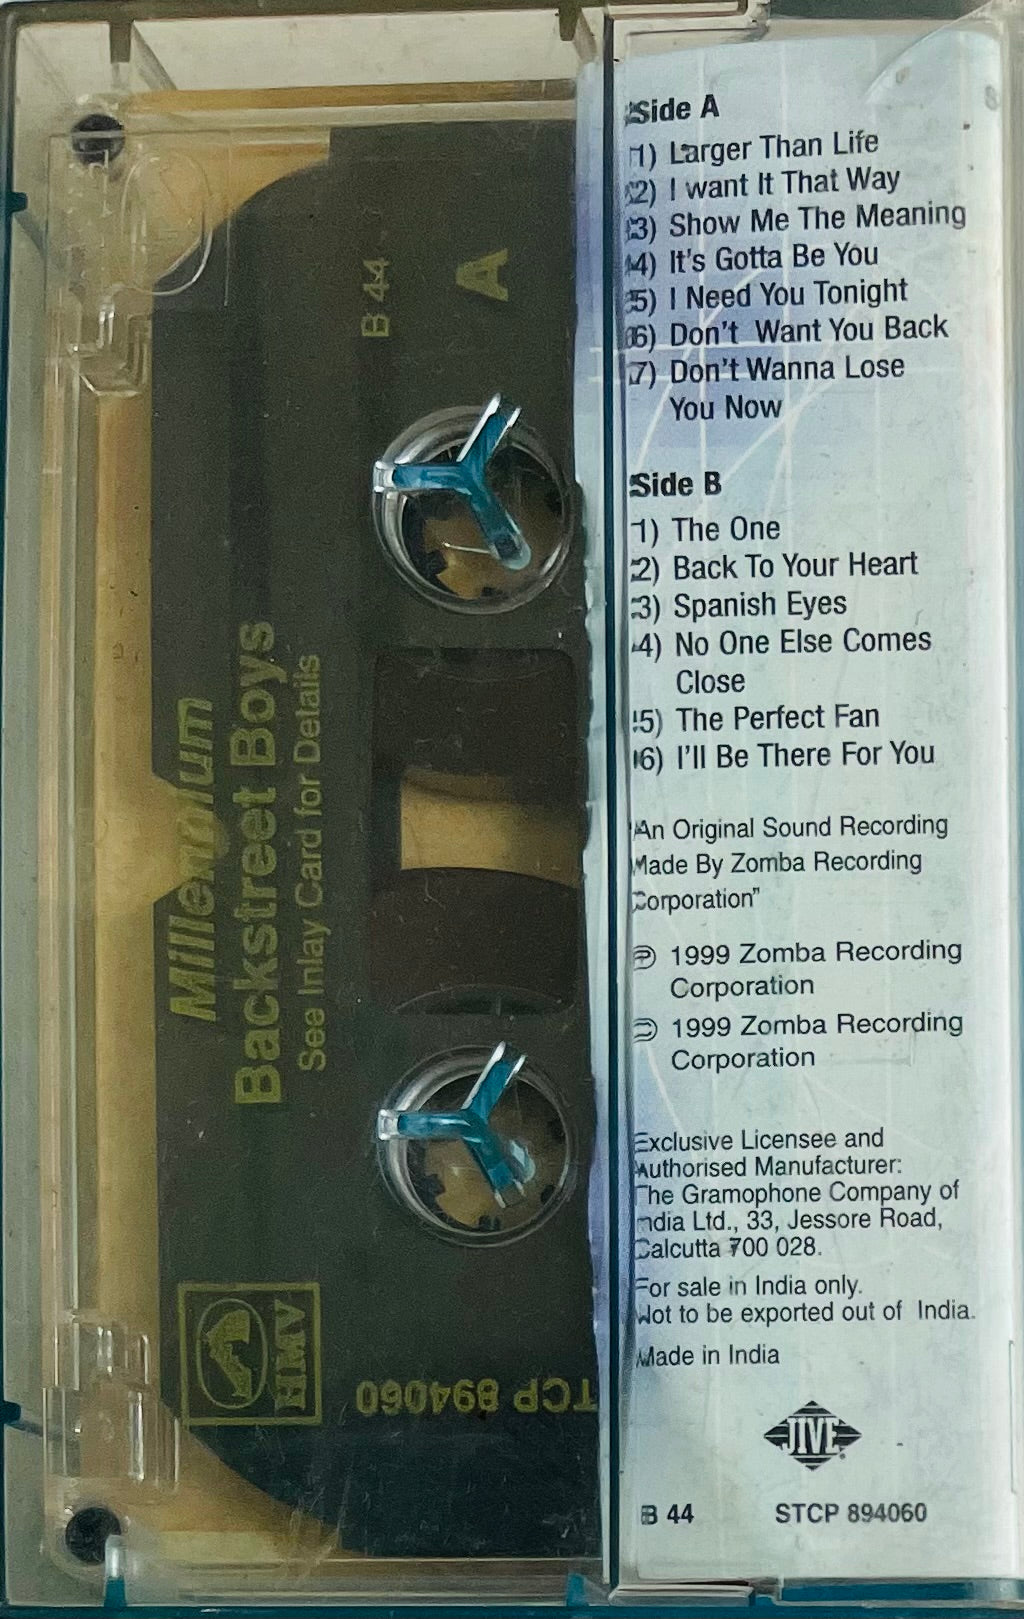 B 44
A
Millennium
Backstreet Boys
See Inlay Card for Details
HMV
TCP 894060
Side A
1) Larger Than Life
2) I want It That Way
3) Show Me The Meaning
4) It's Gotta Be You
5) I Need You Tonight
6) Don't Want You Back
7) Don't Wanna Lose
You Now
Side B
1) The One
2) Back To Your Heart
3) Spanish Eyes
4) No One Else Comes
Close
5) The Perfect Fan
6) I'll Be There For You
"An Original Sound Recording
Made By Zomba Recording
Corporation"
℗ 1999 Zomba Recording
Corporation
© 1999 Zomba Recording
Corporation
Exclusive Licensee and
Authorised Manufacturer:
The Gramophone Company of
India Ltd., 33, Jessore Road,
Calcutta 700 028.
For sale in India only.
Not to be exported out of India.
Made in India
JIVE
B 44 STCP 894060